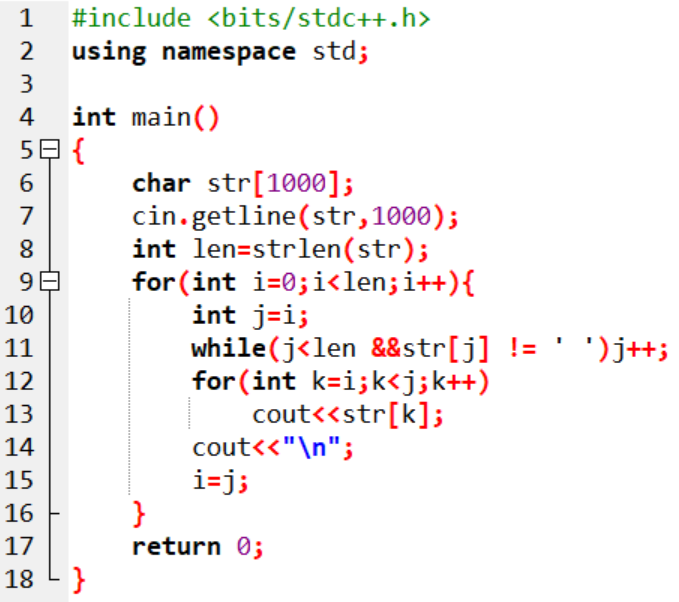 1 #include <bits/stdc++.h>
2 using namespace std;
3
4 int main()
5 {
6 char str[1000];
7 cin.getline(str,1000);
8 int len=strlen(str);
9 for(int i=0;i<len;i++){
10 int j=i;
11 while(j<len &&str[j] != ' ')j++;
12 for(int k=i;k<j;k++)
13 cout<<str[k];
14 cout<<"\n";
15 i=j;
16 }
17 return 0;
18 }